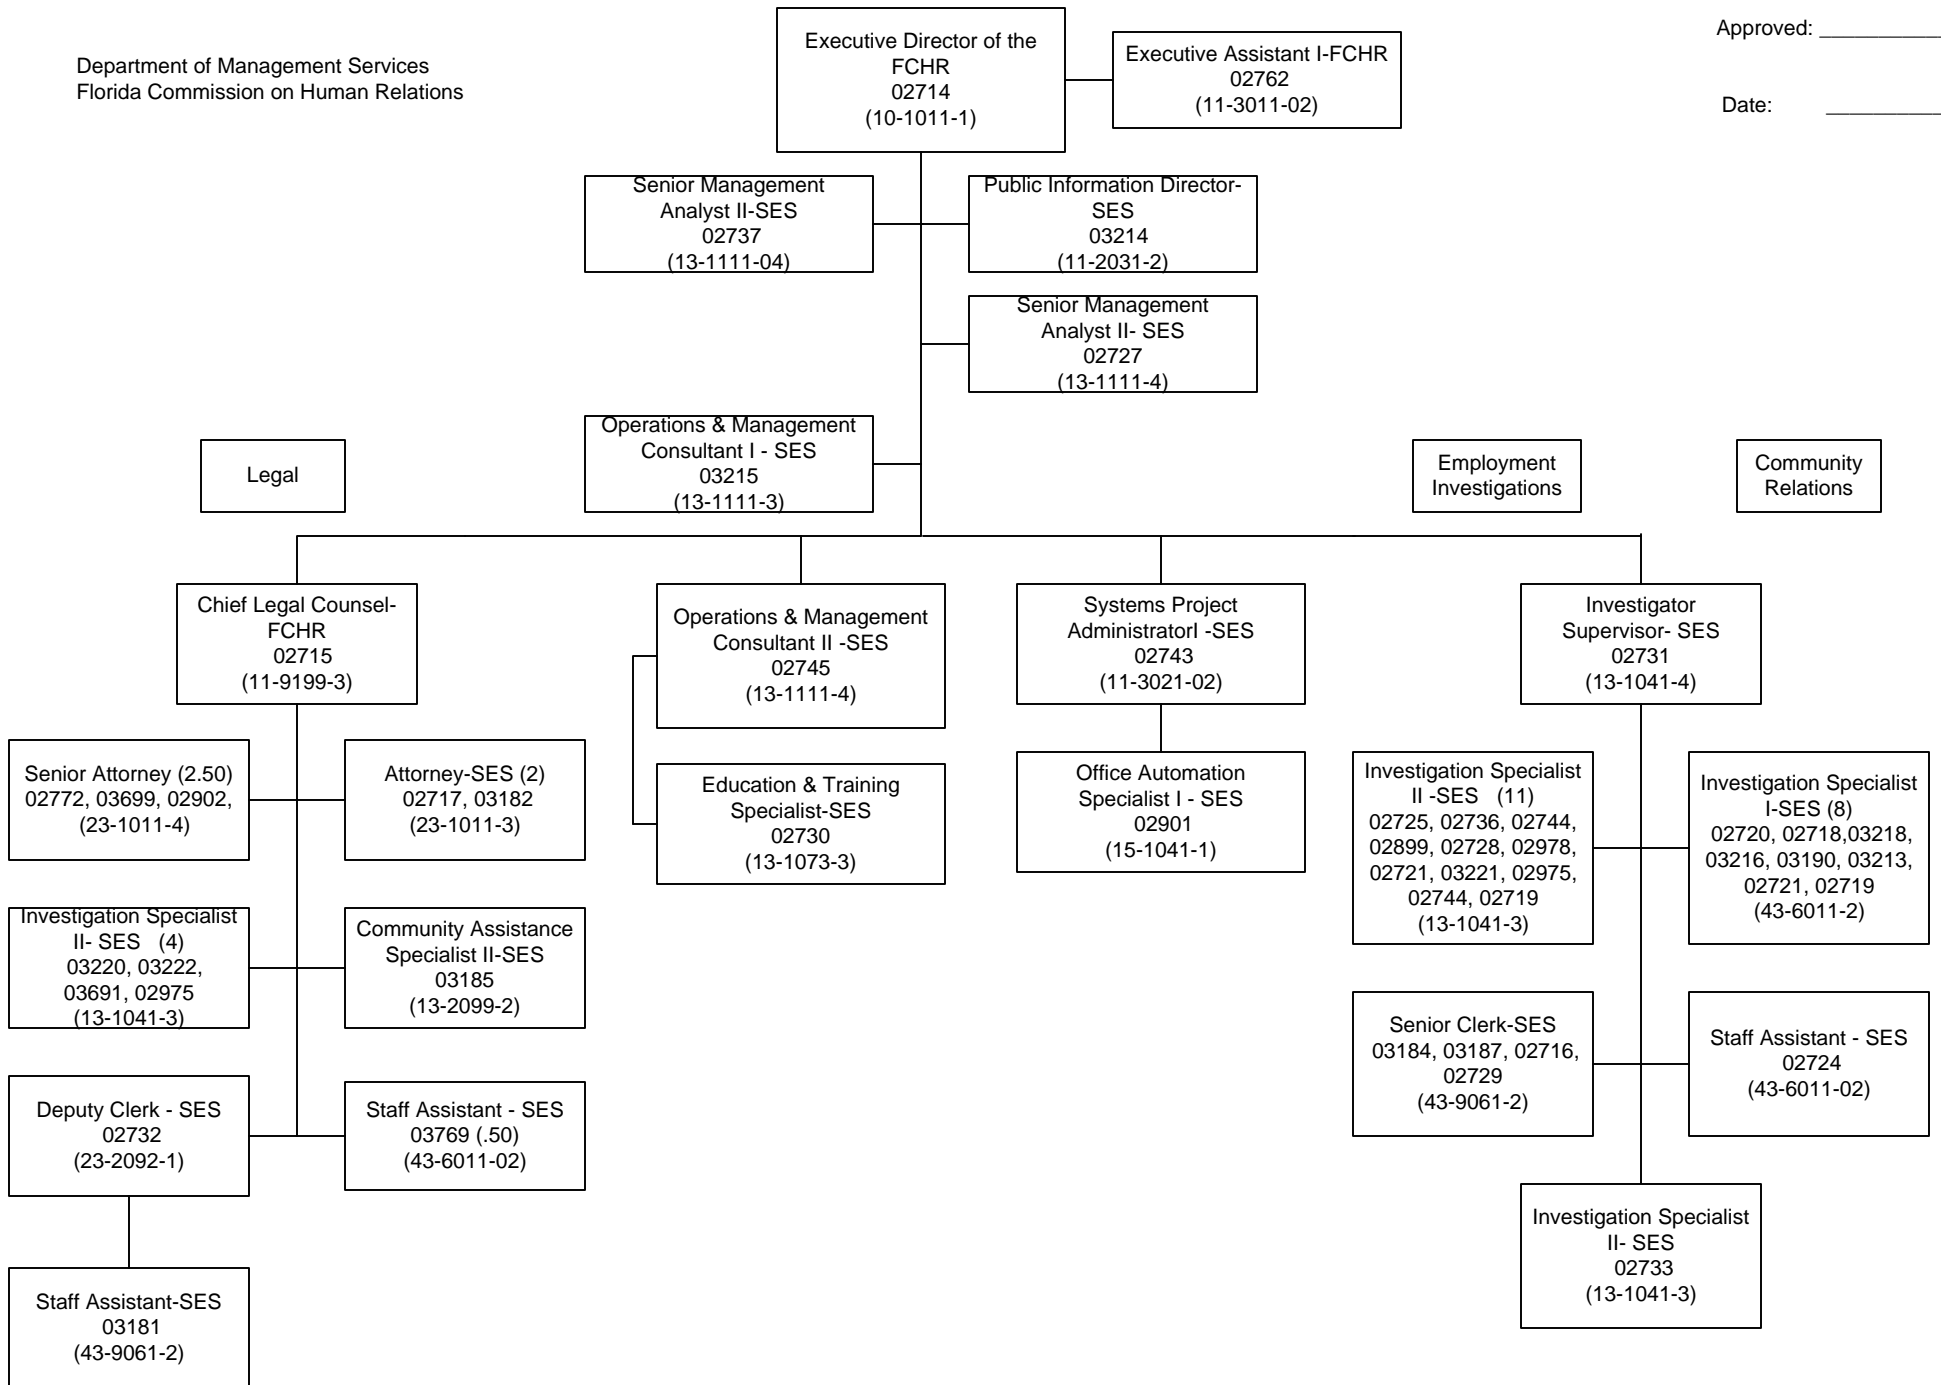 Department of Management Services
Florida Commission on Human Relations
Executive Director of the
FCHR
02714
(10-1011-1)
Executive Assistant I-FCHR
02762
(11-3011-02)
Approved: ___________
Date: __________
Senior Management
Analyst II-SES
02737
(13-1111-04)
Public Information Director-
SES
03214
(11-2031-2)
Senior Management
Analyst II- SES
02727
(13-1111-4)
Operations & Management
Consultant I - SES
03215
(13-1111-3)
Legal
Employment
Investigations
Community
Relations
Chief Legal Counsel-
FCHR
02715
(11-9199-3)
Operations & Management
Consultant II -SES
02745
(13-1111-4)
Systems Project
AdministratorI -SES
02743
(11-3021-02)
Investigator
Supervisor- SES
02731
(13-1041-4)
Senior Attorney (2.50)
02772, 03699, 02902,
(23-1011-4)
Attorney-SES (2)
02717, 03182
(23-1011-3)
Education & Training
Specialist-SES
02730
(13-1073-3)
Office Automation
Specialist I - SES
02901
(15-1041-1)
Investigation Specialist
II -SES (11)
02725, 02736, 02744,
02899, 02728, 02978,
02721, 03221, 02975,
02744, 02719
(13-1041-3)
Investigation Specialist
I-SES (8)
02720, 02718,03218,
03216, 03190, 03213,
02721, 02719
(43-6011-2)
Investigation Specialist
II- SES (4)
03220, 03222,
03691, 02975
(13-1041-3)
Community Assistance
Specialist II-SES
03185
(13-2099-2)
Senior Clerk-SES
03184, 03187, 02716,
02729
(43-9061-2)
Staff Assistant - SES
02724
(43-6011-02)
Deputy Clerk - SES
02732
(23-2092-1)
Staff Assistant - SES
03769 (.50)
(43-6011-02)
Investigation Specialist
II- SES
02733
(13-1041-3)
Staff Assistant-SES
03181
(43-9061-2)